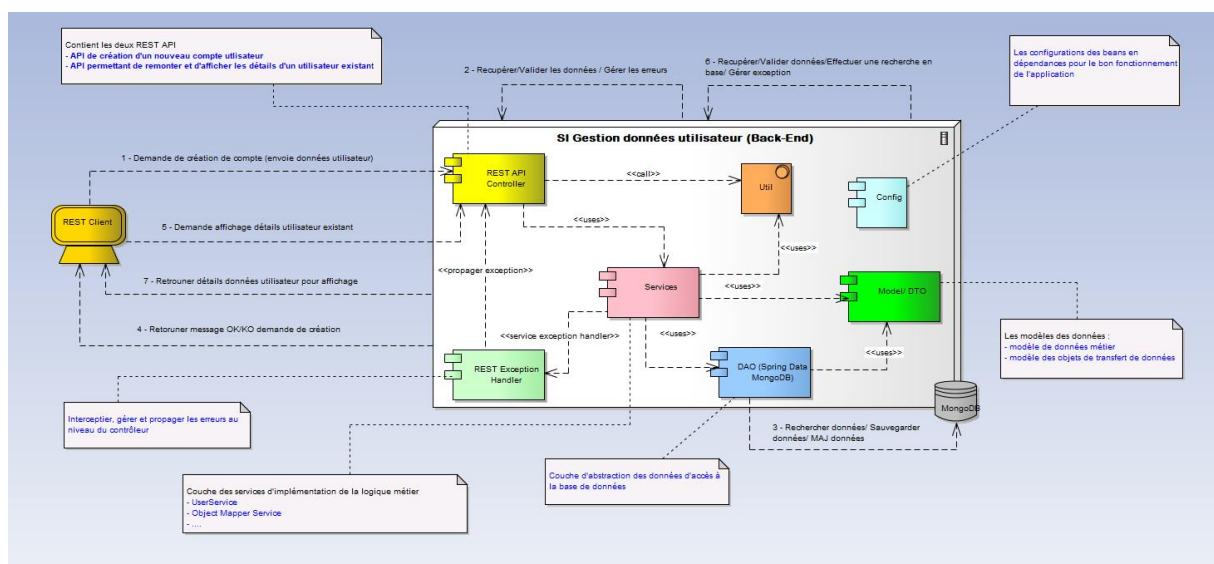 Contient les deux REST API
- API de création d'un nouveau compte utlisateur
- API permettant de remonter et d'afficher les détails d'un utilisateur existant
2 - Recupérer/Valider les données / Gérer les erreurs
6 - Recupérer/Valider données/Effectuer une recherche en
base/ Gérer exception
Les configurations des beans en
dépendances pour le bon fonctionnement
de l'application
SI Gestion données utilisateur (Back-End)
1 - Demande de création de compte (envoie données utilisateur)
REST API
Controller
<<call>>
Util
Config
REST Client
5 - Demande affichage détails utilisateur existant
<<uses>>
<<uses>>
<<propager exception>>
7 - Retrouner détails données utilisateur pour affichage
Services
<<uses>>
Model/ DTO
4 - Retoruner message OK/KO demande de création
<<service exception handler>>
<<uses>>
<<uses>>
Les modèles des données :
- modèle de données métier
- modèle des objets de transfert de données
REST Exception
Handler
DAO (Spring Data
MongoDB)
MongoDB
Interceptier, gérer et propager les erreurs au
niveau du contrôleur
3 - Rechercher données/ Sauvegarder
données/ MAJ données
Couche d'abstraction des données d'accès à
la base de données
Couche des services d'implémentation de la logique métier
- UserService
- Object Mapper Service
- ....